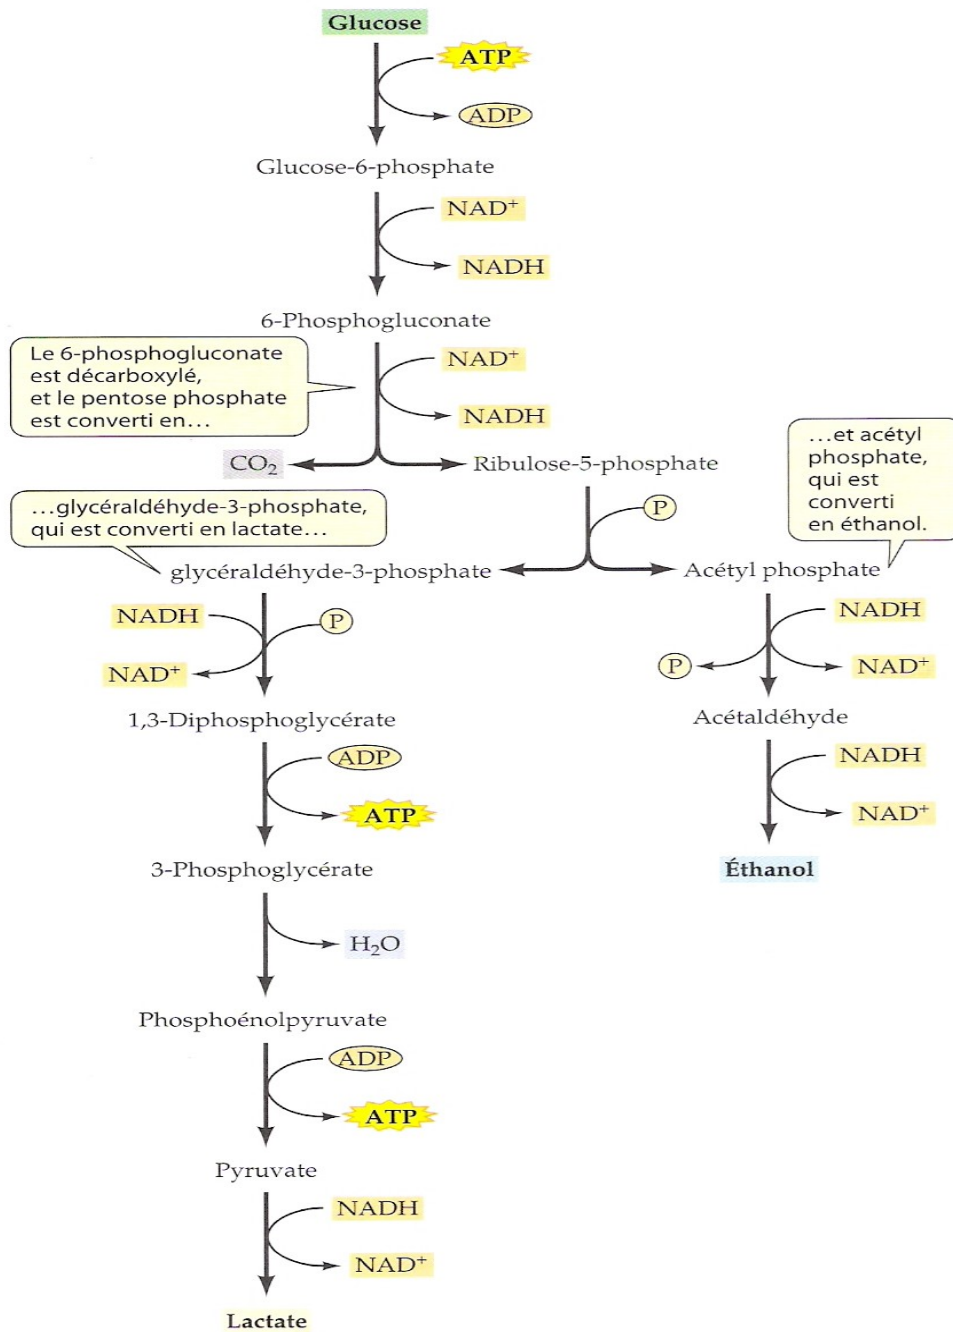 Glucose
ATP
ADP
Glucose-6-phosphate
NAD⁺
NADH
6-Phosphogluconate
Le 6-phosphogluconate
est décarboxylé,
et le pentose phosphate
est converti en…
NAD⁺
NADH
CO₂
Ribulose-5-phosphate
…et acétyl
phosphate,
qui est
converti
en éthanol.
…glycéraldéhyde-3-phosphate,
qui est converti en lactate…
P
glycéraldéhyde-3-phosphate
Acétyl phosphate
NADH
P
NAD⁺
NADH
P
NAD⁺
1,3-Diphosphoglycérate
Acétaldéhyde
ADP
ATP
NADH
NAD⁺
3-Phosphoglycérate
Éthanol
H₂O
Phosphoénolpyruvate
ADP
ATP
Pyruvate
NADH
NAD⁺
Lactate